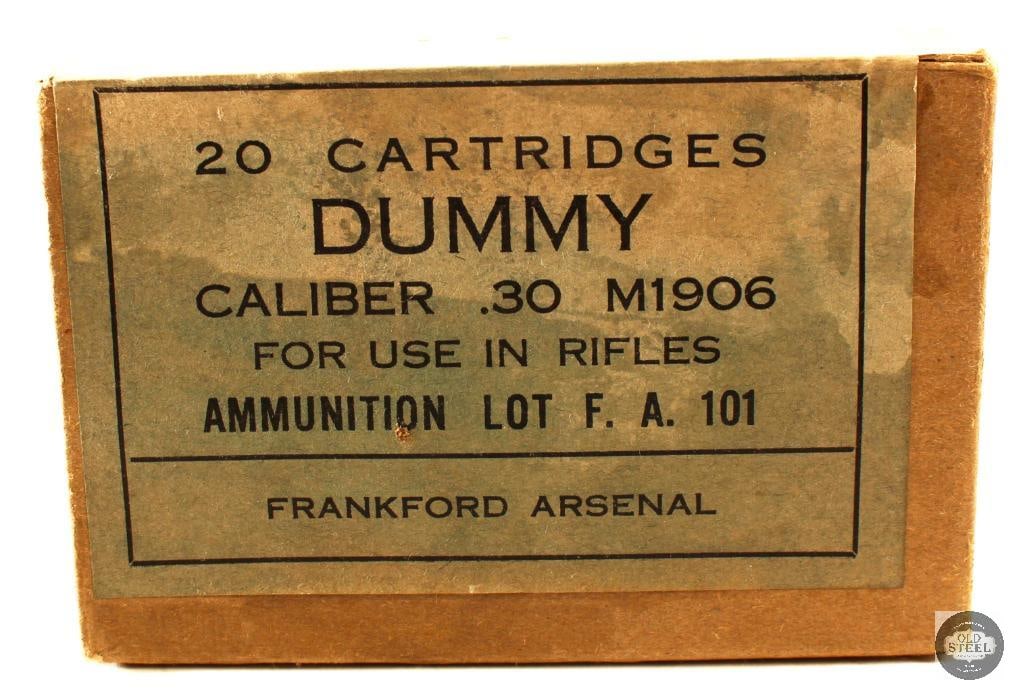 20 CARTRIDGES
DUMMY
CALIBER .30 M1906
FOR USE IN RIFLES
AMMUNITION LOT F. A. 101
FRANKFORD ARSENAL
OLD
STEEL